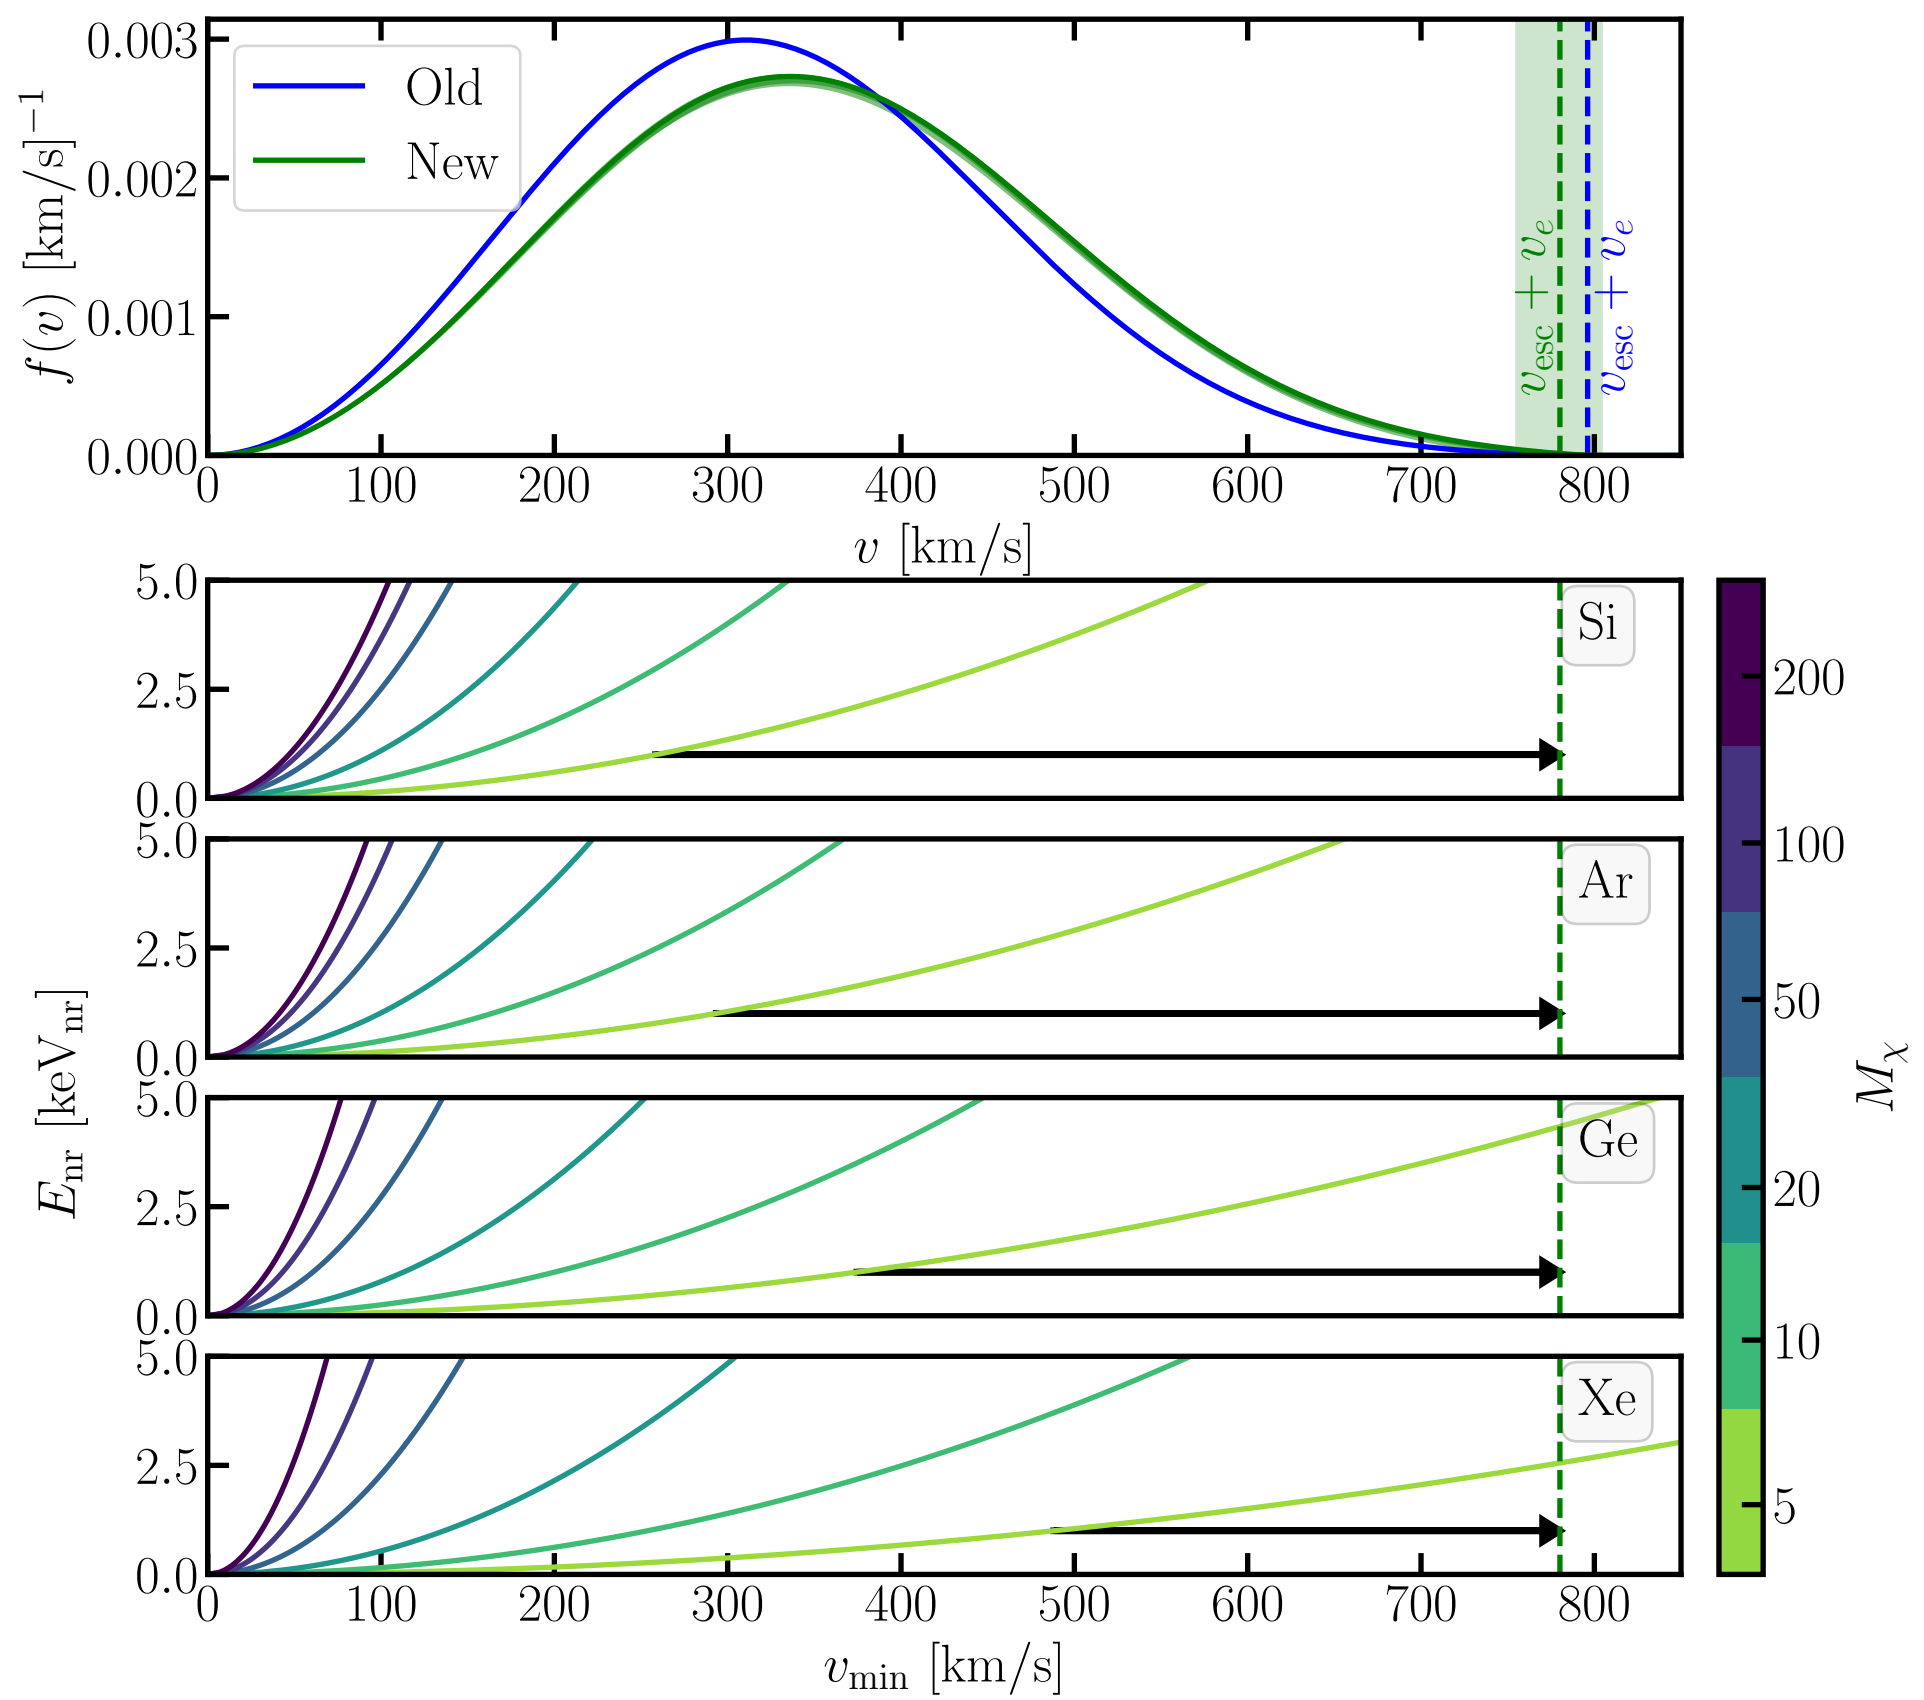 0.003
0.002
0.001
0.000
f(v) [km/s]⁻¹
Old
New
v_esc + v_e
v_esc + v_e
0 100 200 300 400 500 600 700 800
v [km/s]
5.0
2.5
0.0
Si
5.0
2.5
0.0
Ar
5.0
2.5
0.0
Ge
5.0
2.5
0.0
Xe
E_nr [keV_nr]
0 100 200 300 400 500 600 700 800
v_min [km/s]
200
100
50
20
10
5
M_χ